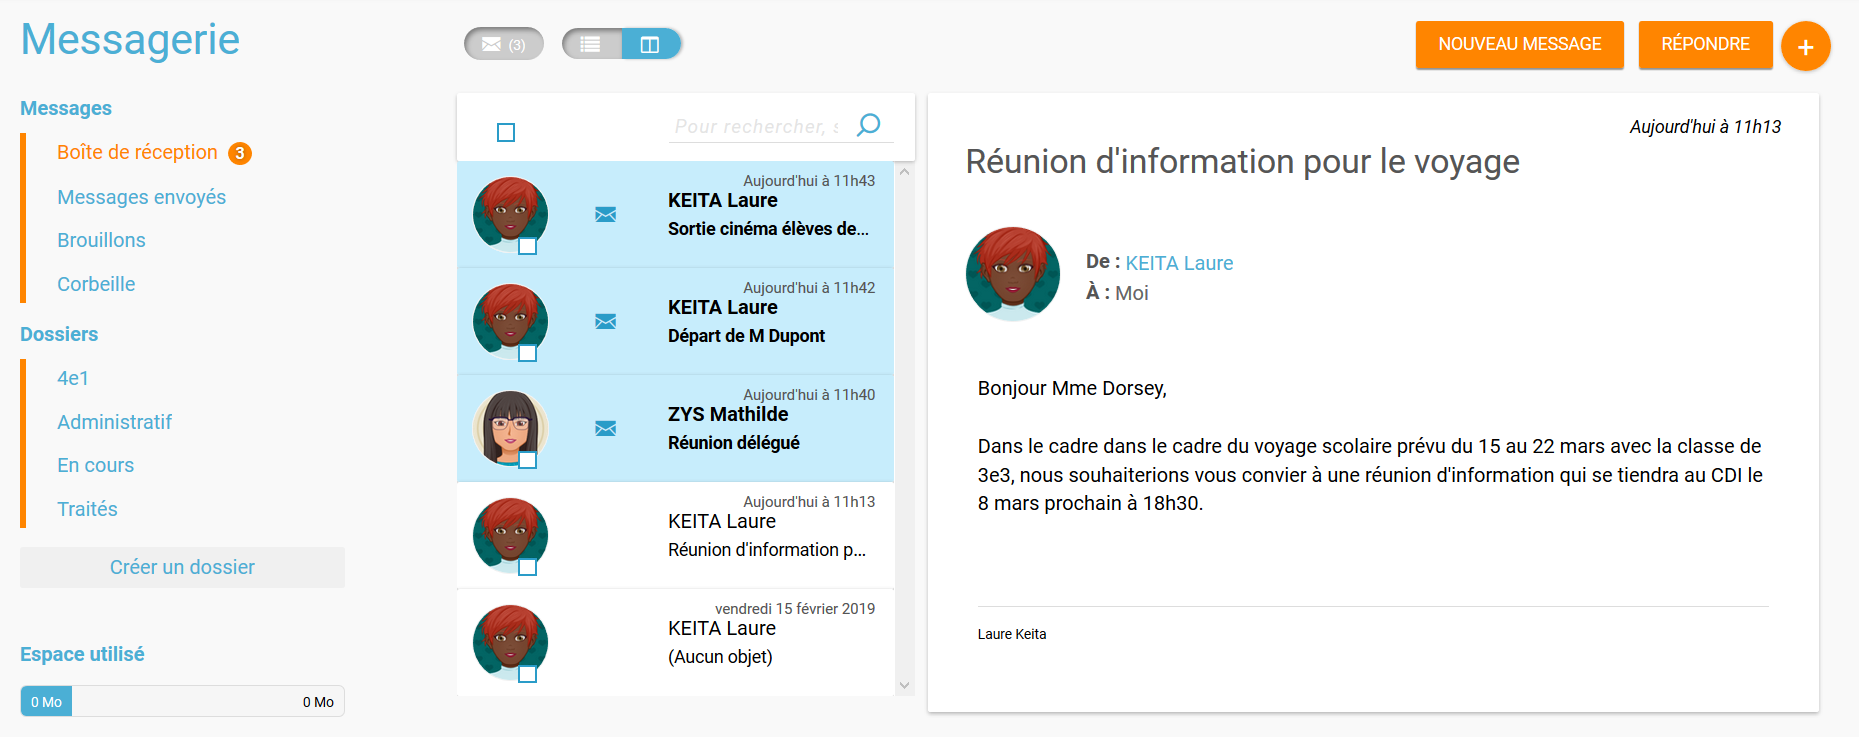 Messagerie
(3)
NOUVEAU MESSAGE
RÉPONDRE
+
Messages
Boîte de réception 3
Messages envoyés
Brouillons
Corbeille
Dossiers
4e1
Administratif
En cours
Traités
Créer un dossier
Espace utilisé
0 Mo
0 Mo
Pour rechercher, s
Aujourd'hui à 11h43
KEITA Laure
Sortie cinéma élèves de...
Aujourd'hui à 11h42
KEITA Laure
Départ de M Dupont
Aujourd'hui à 11h40
ZYS Mathilde
Réunion délégué
Aujourd'hui à 11h13
KEITA Laure
Réunion d'information p...
vendredi 15 février 2019
KEITA Laure
(Aucun objet)
Aujourd'hui à 11h13
Réunion d'information pour le voyage
De : KEITA Laure
À : Moi
Bonjour Mme Dorsey,
Dans le cadre dans le cadre du voyage scolaire prévu du 15 au 22 mars avec la classe de
3e3, nous souhaiterions vous convier à une réunion d'information qui se tiendra au CDI le
8 mars prochain à 18h30.
Laure Keita